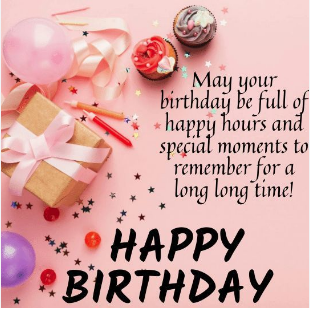 May your
birthday be full of
happy hours and
special moments to
remember for a
long long time!
HAPPY
BIRTHDAY